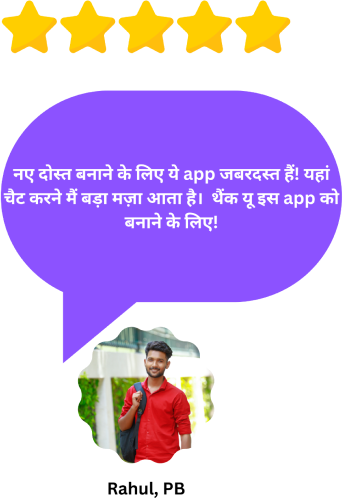 नए दोस्त बनाने के लिए ये app जबरदस्त हैं! यहां
चैट करने मैं बड़ा मज़ा आता है।  थैंक यू इस app को
बनाने के लिए!
Rahul, PB